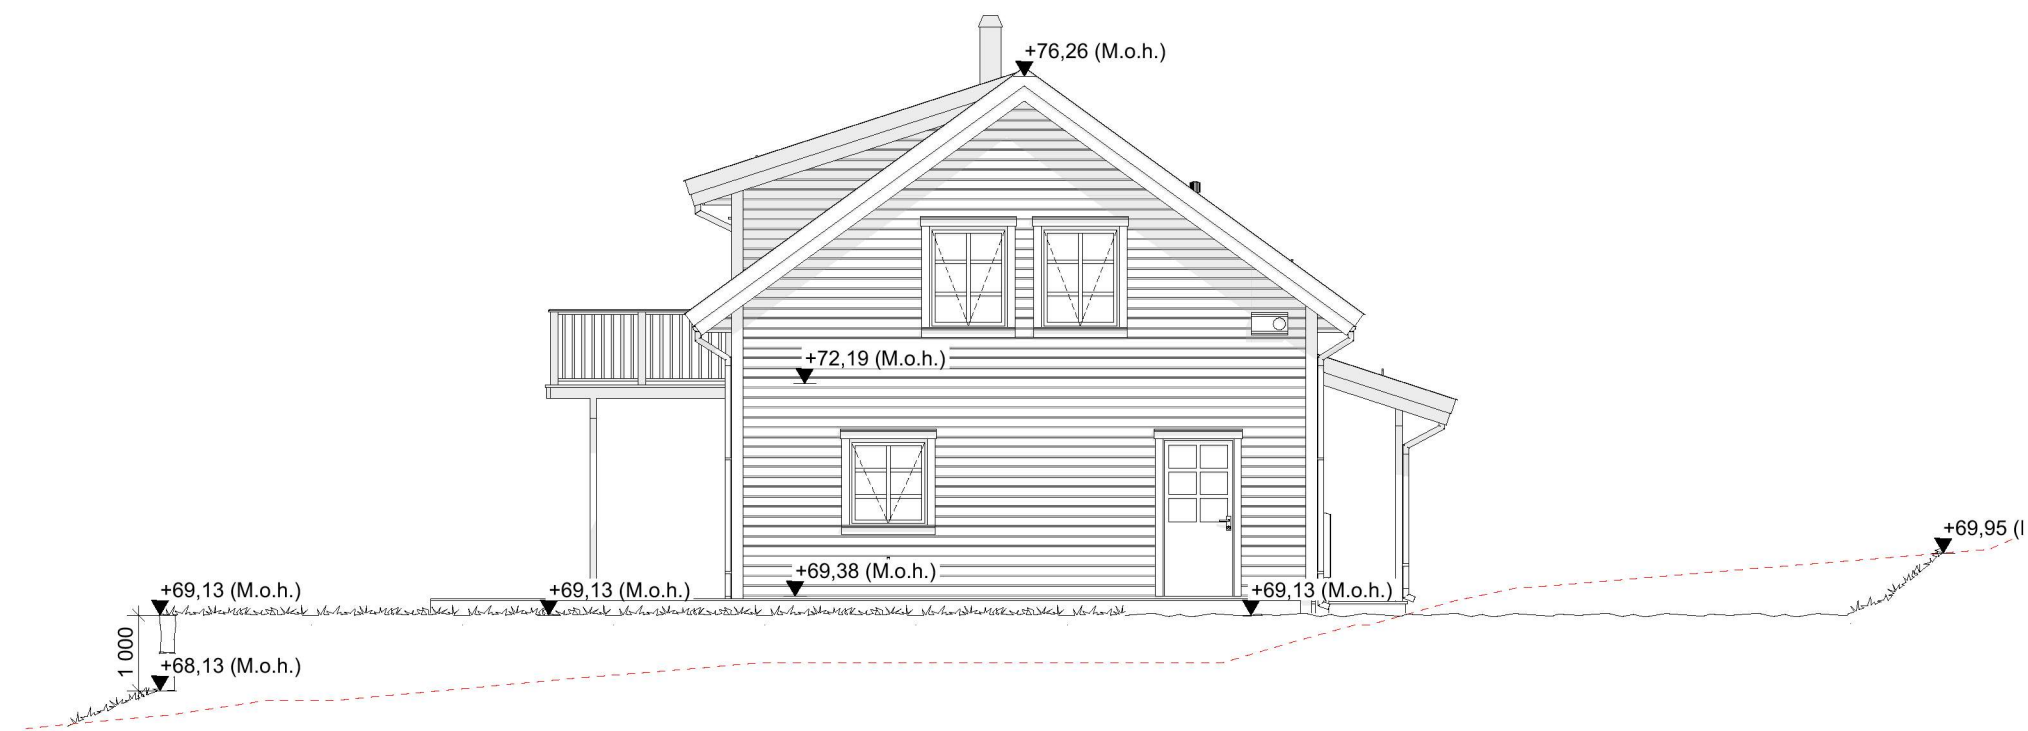 +76,26 (M.o.h.)
+72,19 (M.o.h.)
+69,95 (
+69,38 (M.o.h.)
+69,13 (M.o.h.)
+69,13 (M.o.h.)
+69,13 (M.o.h.)
1 000
+68,13 (M.o.h.)